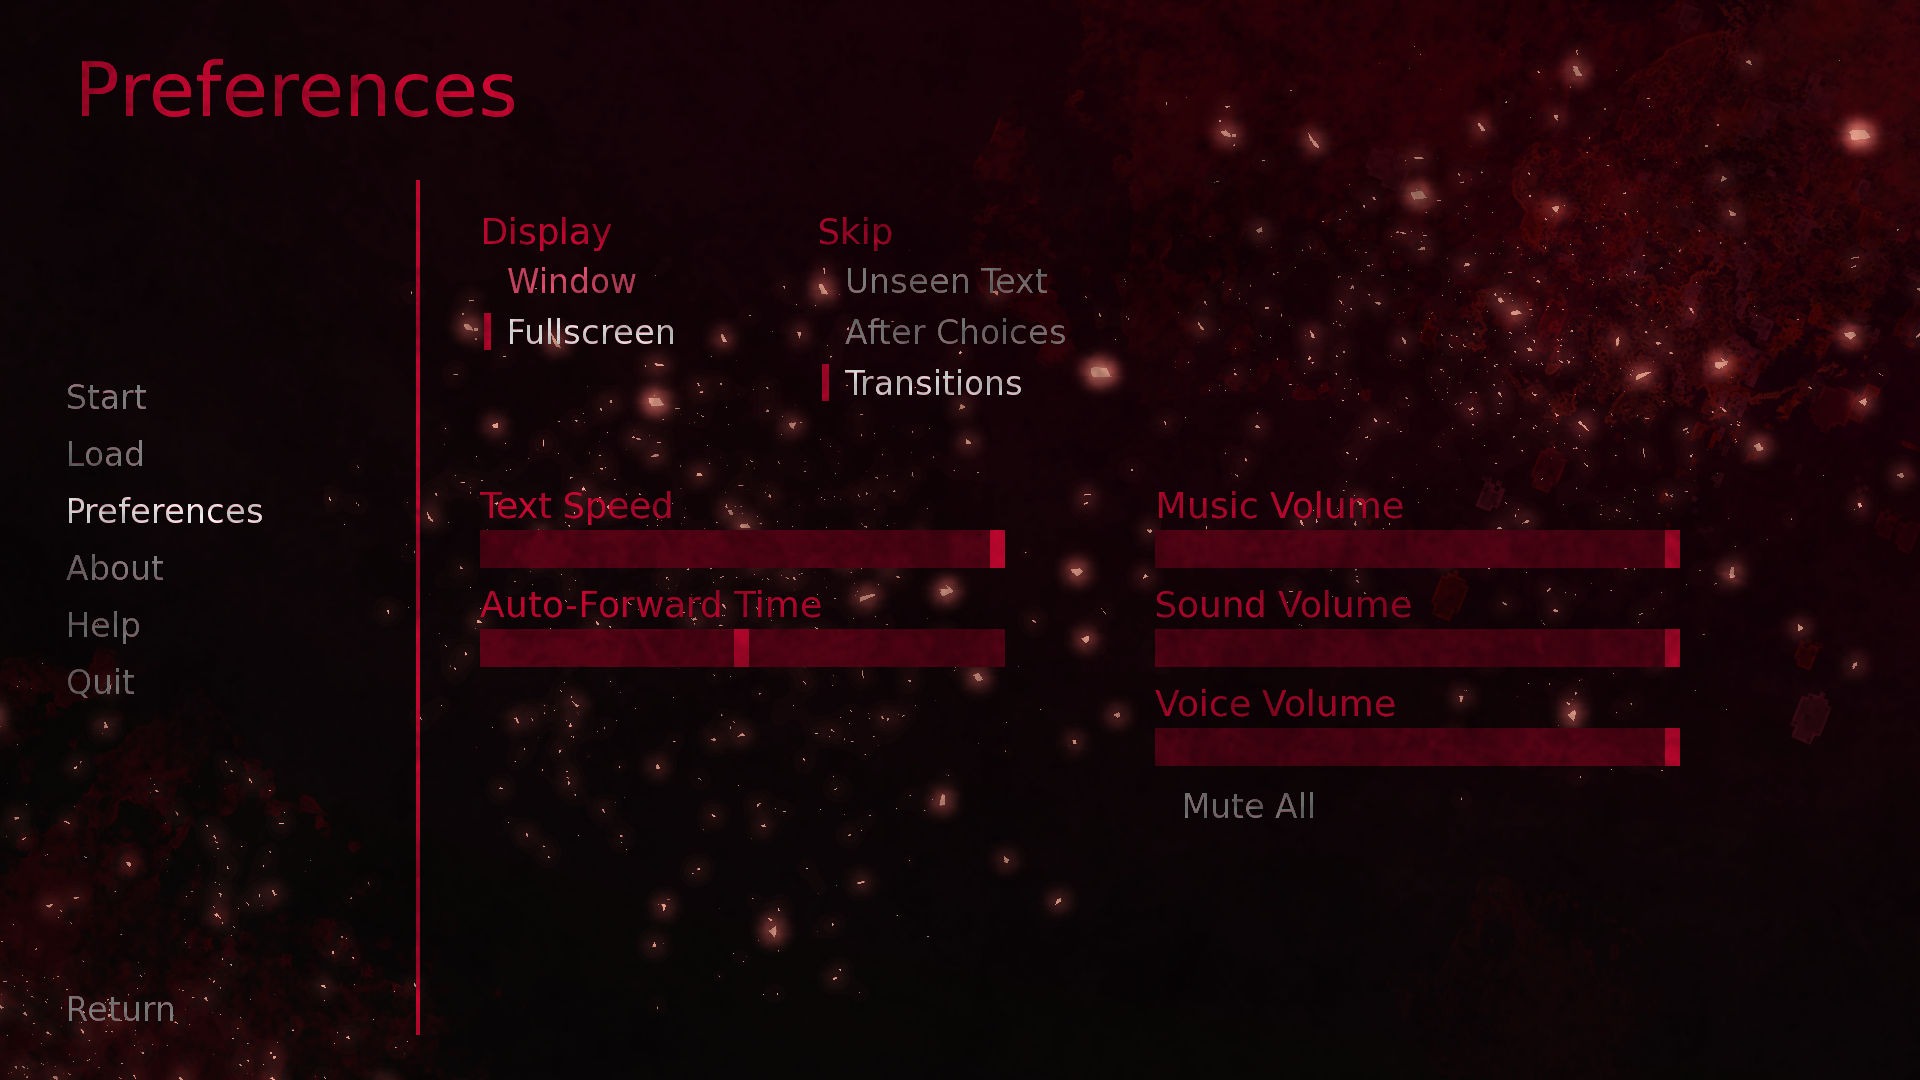 Preferences
Start
Load
Preferences
About
Help
Quit
Return
Display
Window
Fullscreen
Skip
Unseen Text
After Choices
Transitions
Text Speed
Auto-Forward Time
Music Volume
Sound Volume
Voice Volume
Mute All